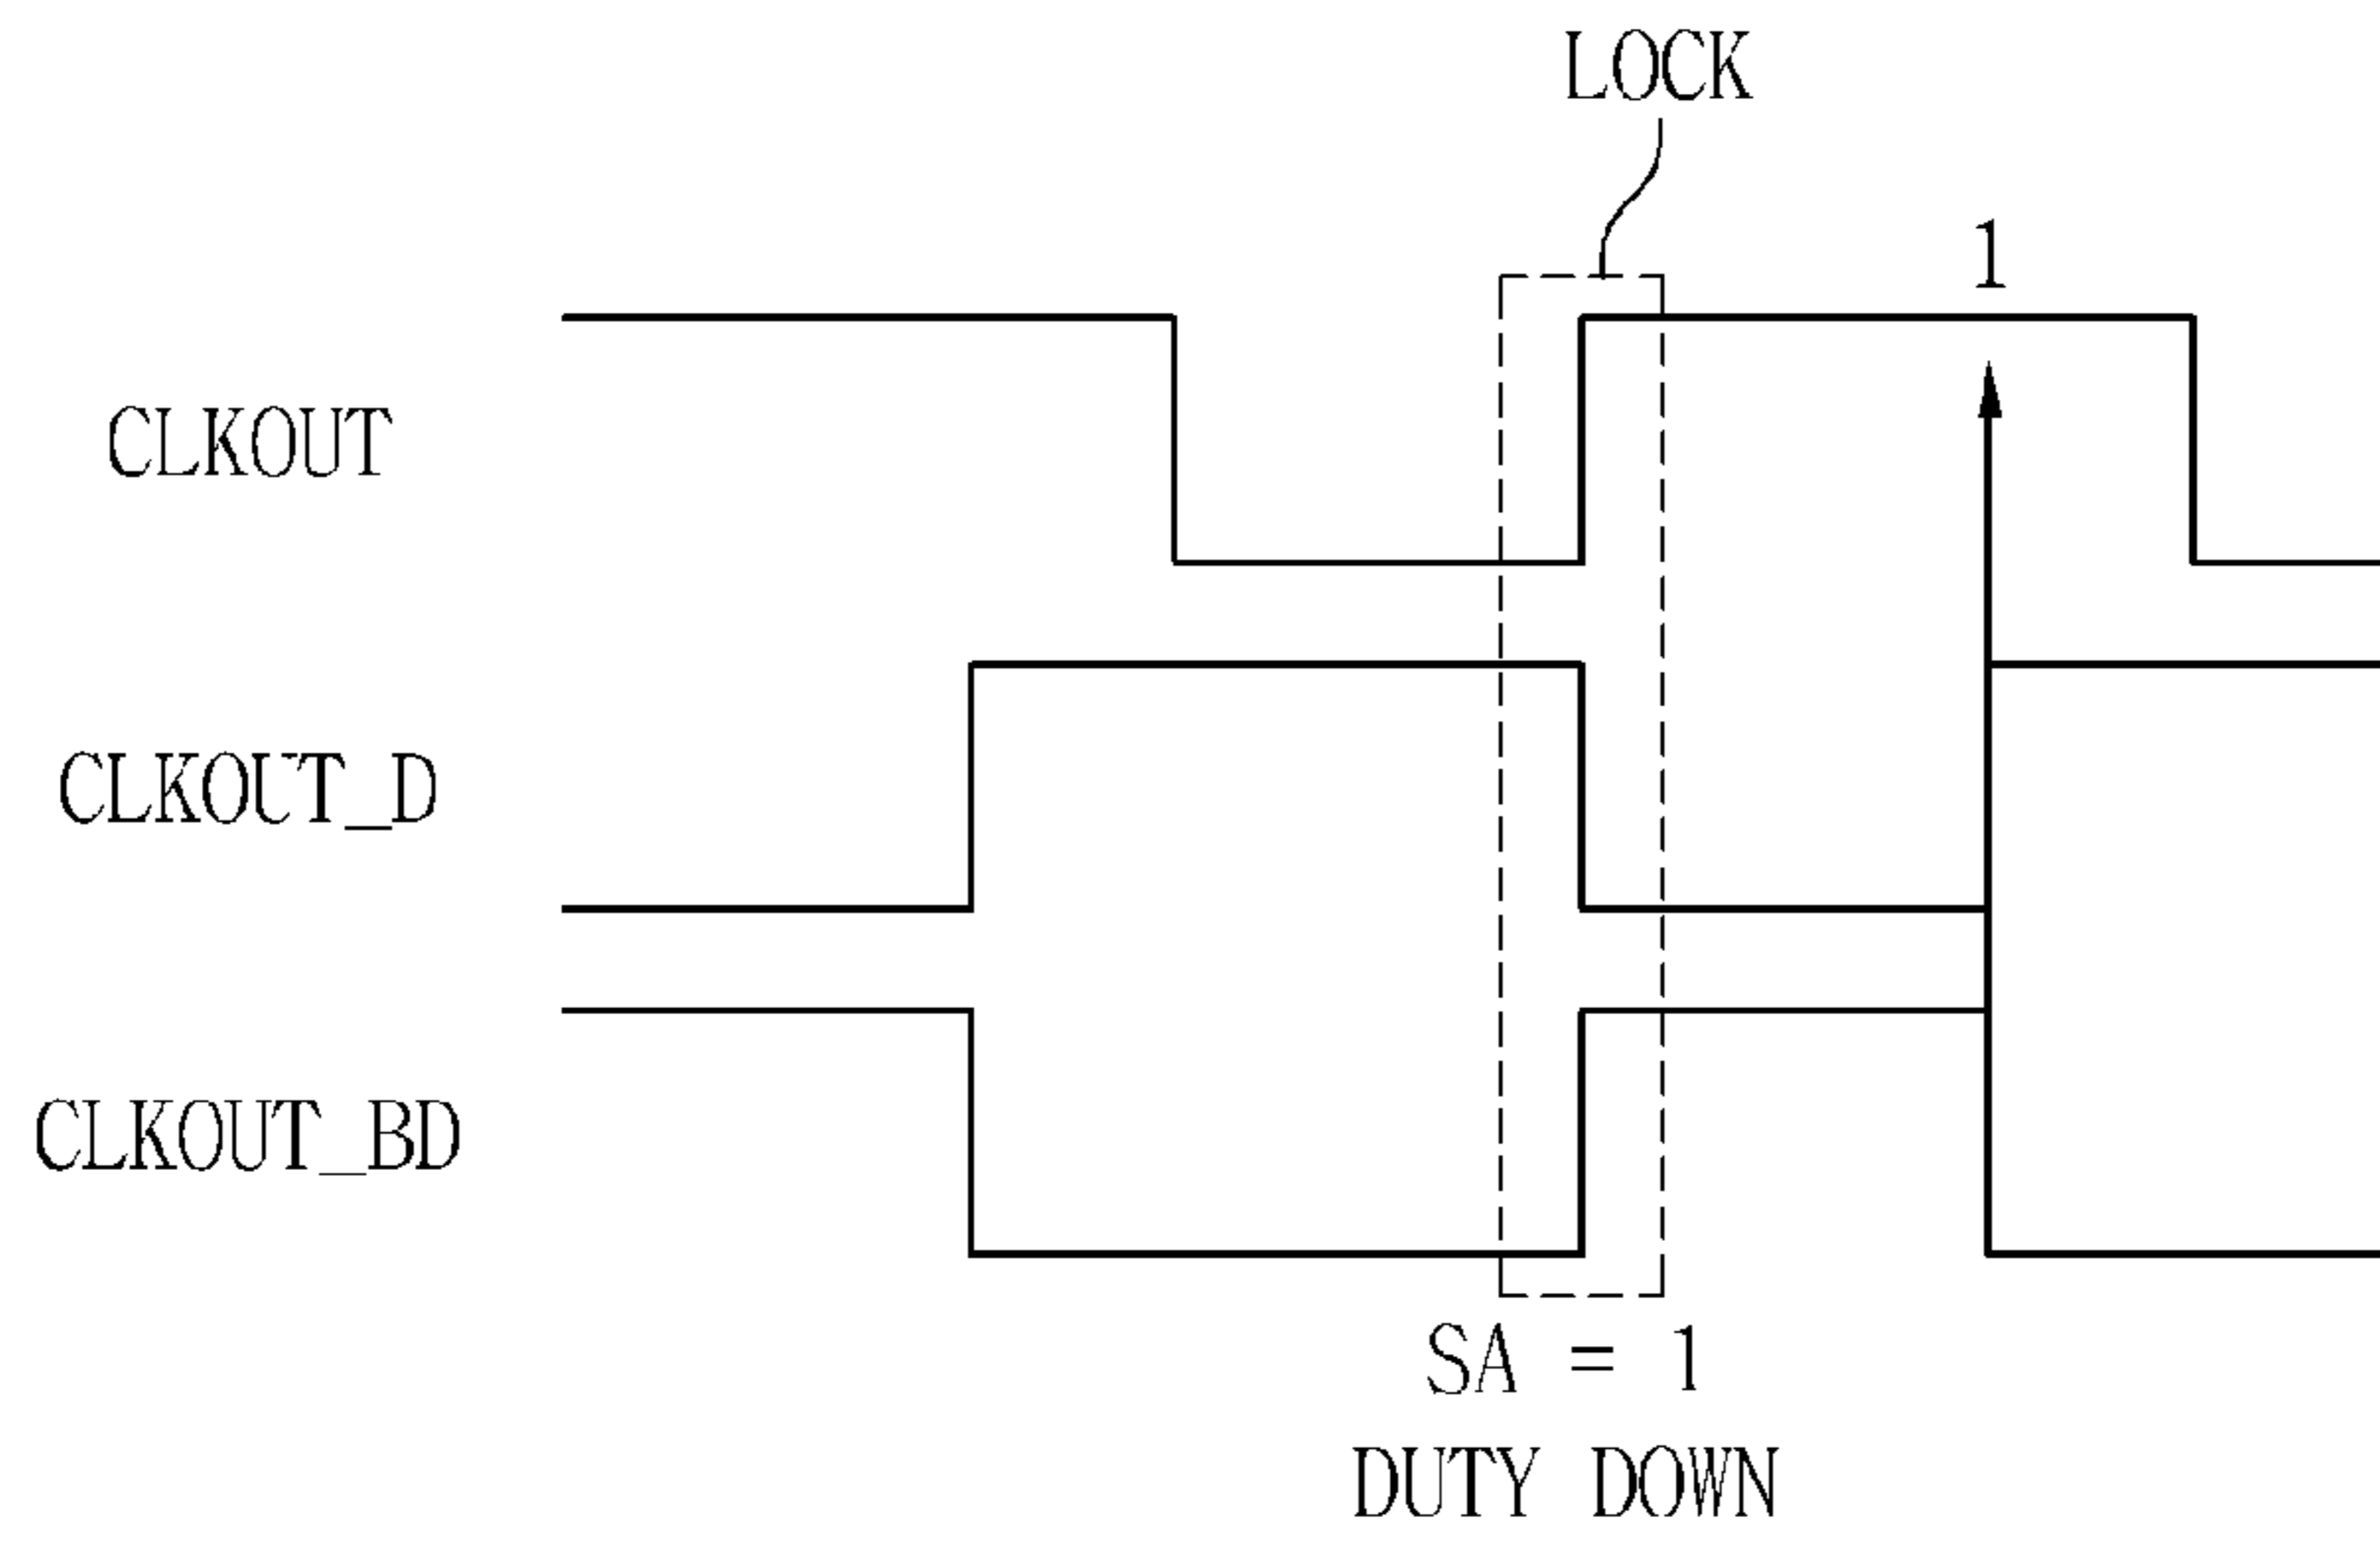 LOCK
1
CLKOUT
CLKOUT_D
CLKOUT_BD
SA = 1
DUTY DOWN